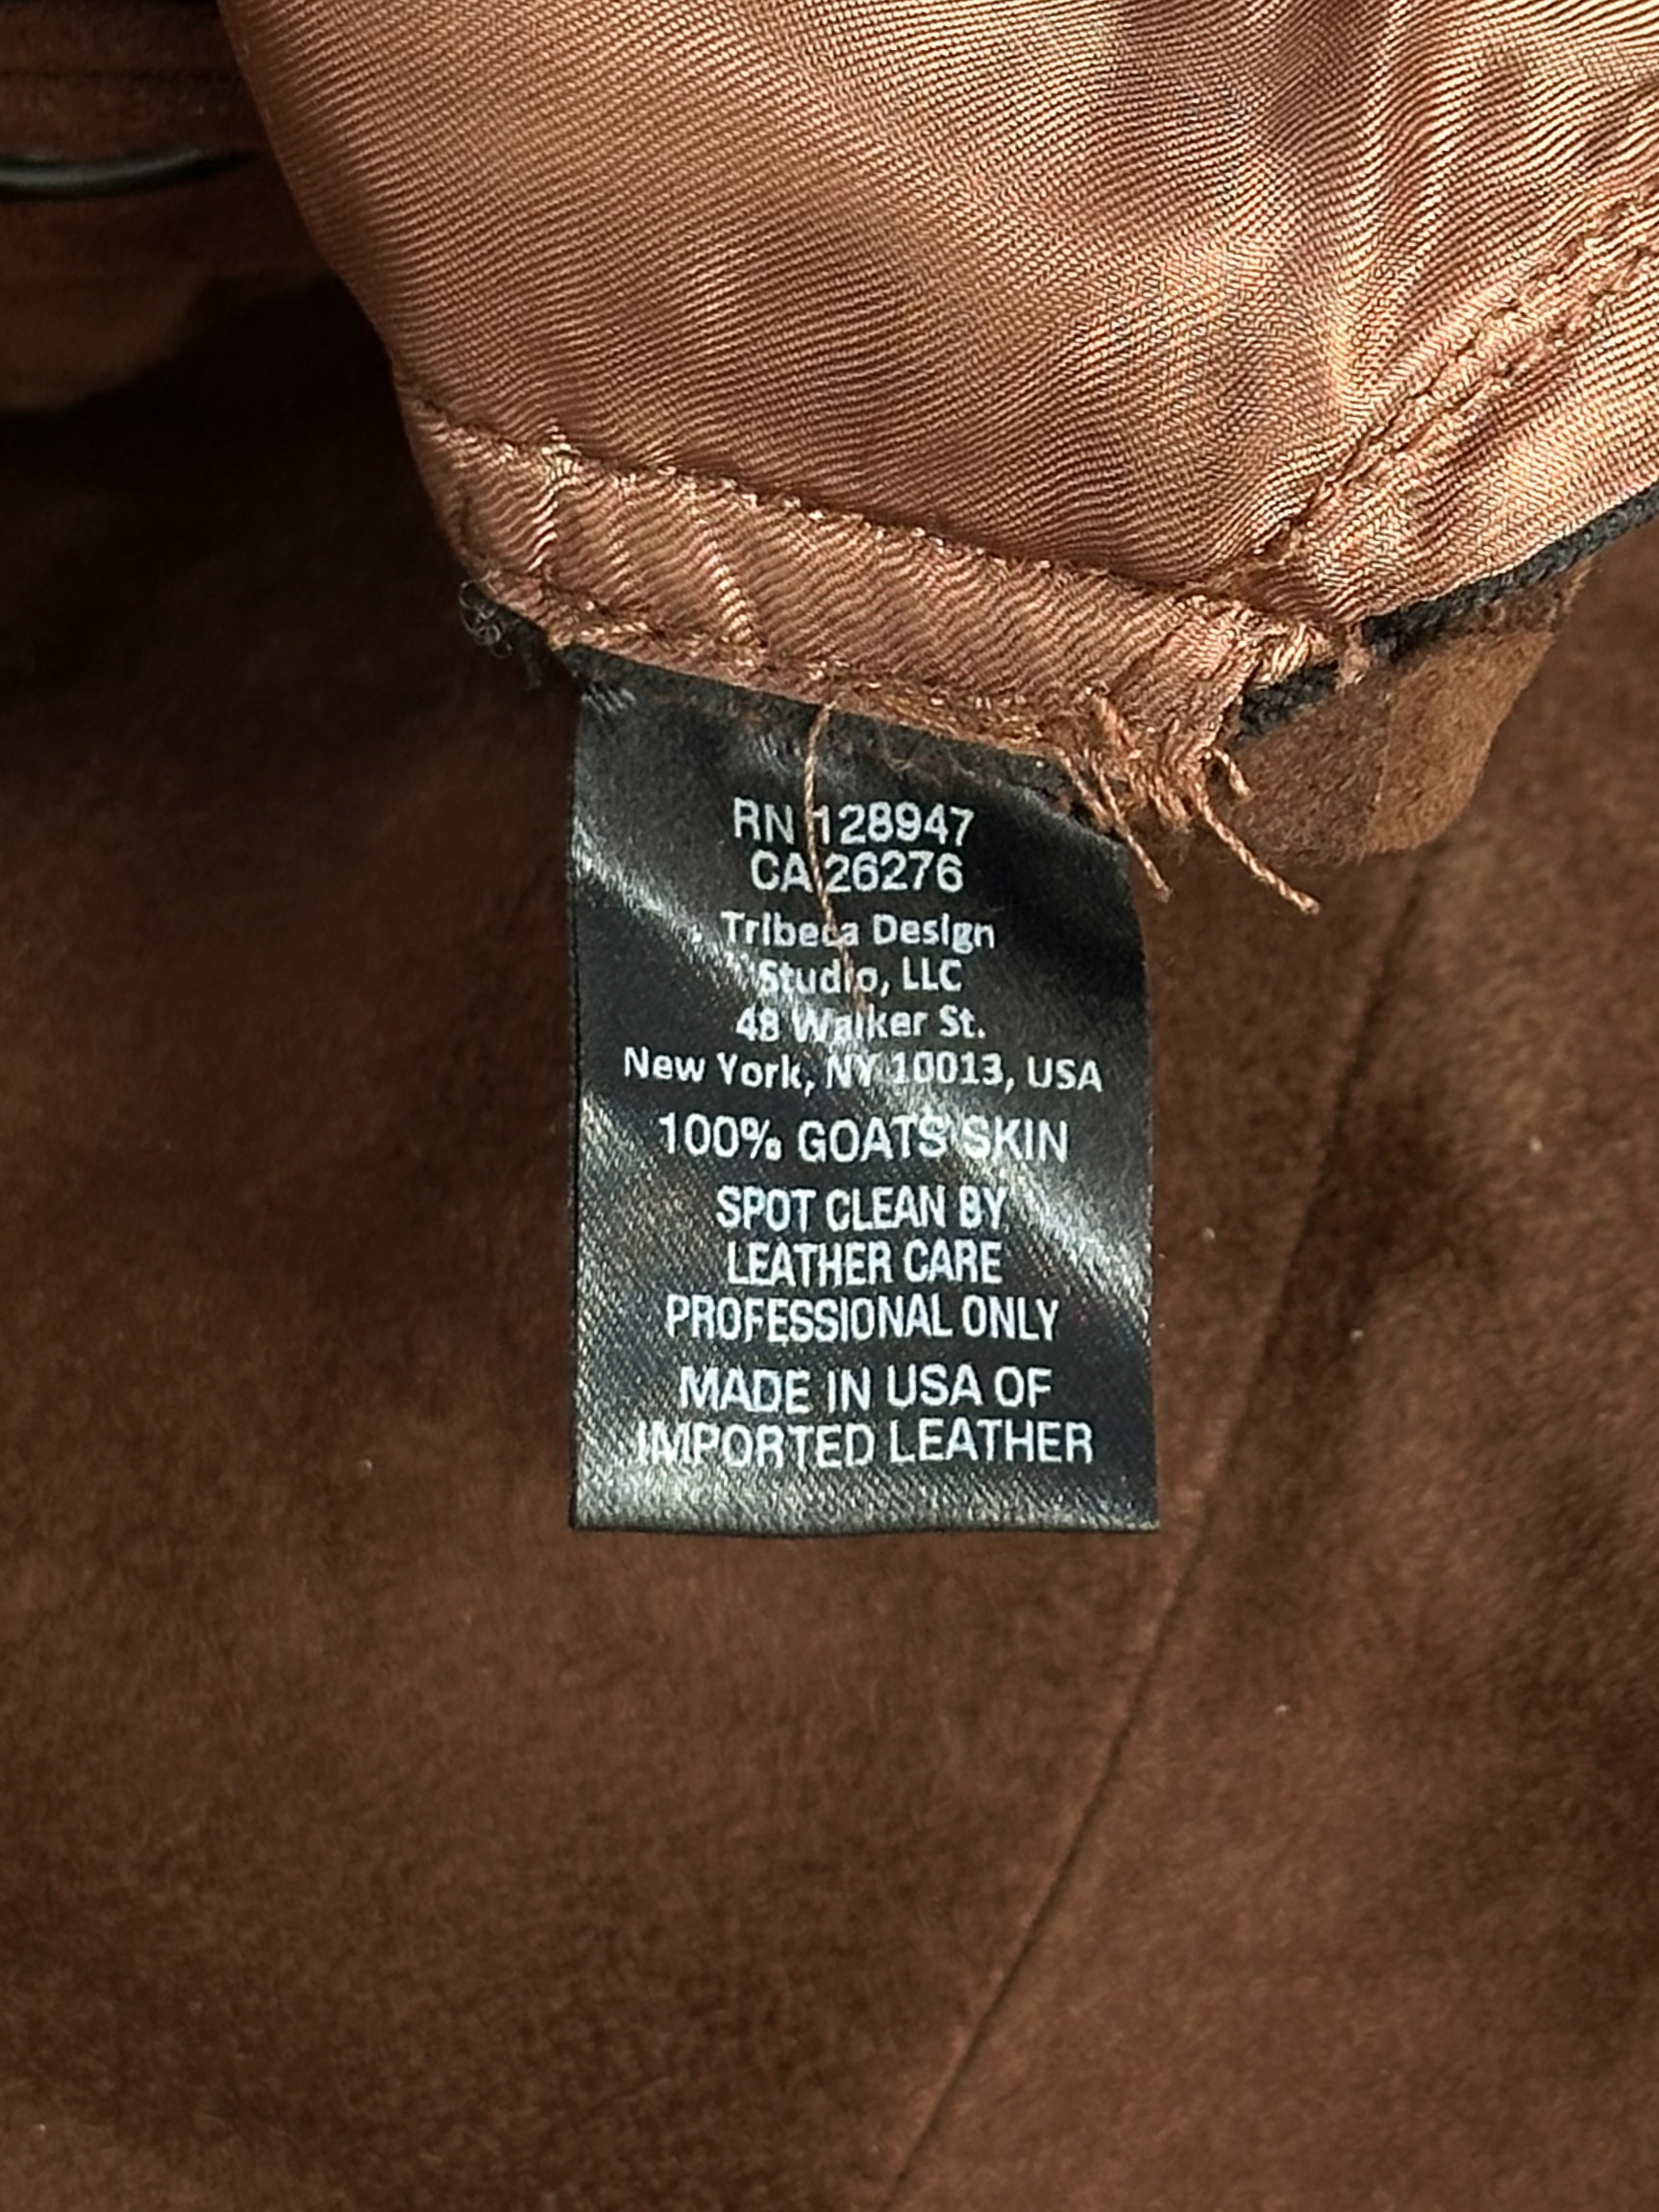 RN 128947
CA 26276
Tribeca Design
Studio, LLC
48 Walker St.
New York, NY 10013, USA
100% GOATS SKIN
SPOT CLEAN BY
LEATHER CARE
PROFESSIONAL ONLY
MADE IN USA OF
IMPORTED LEATHER